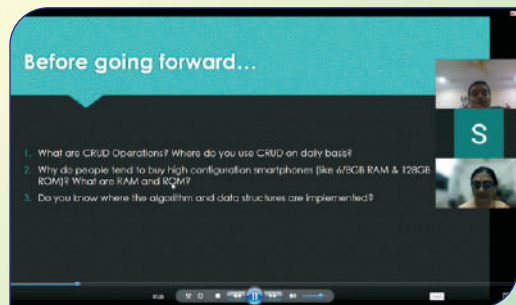 Before going forward...
S
1. What are CRUD Operations? Where do you use CRUD on daily basis?
2. Why do people tend to buy high configuration smartphones (like 6/8GB RAM & 128GB
ROM)? What are RAM and ROM?
3. Do you know where the algorithm and data structures are implemented?